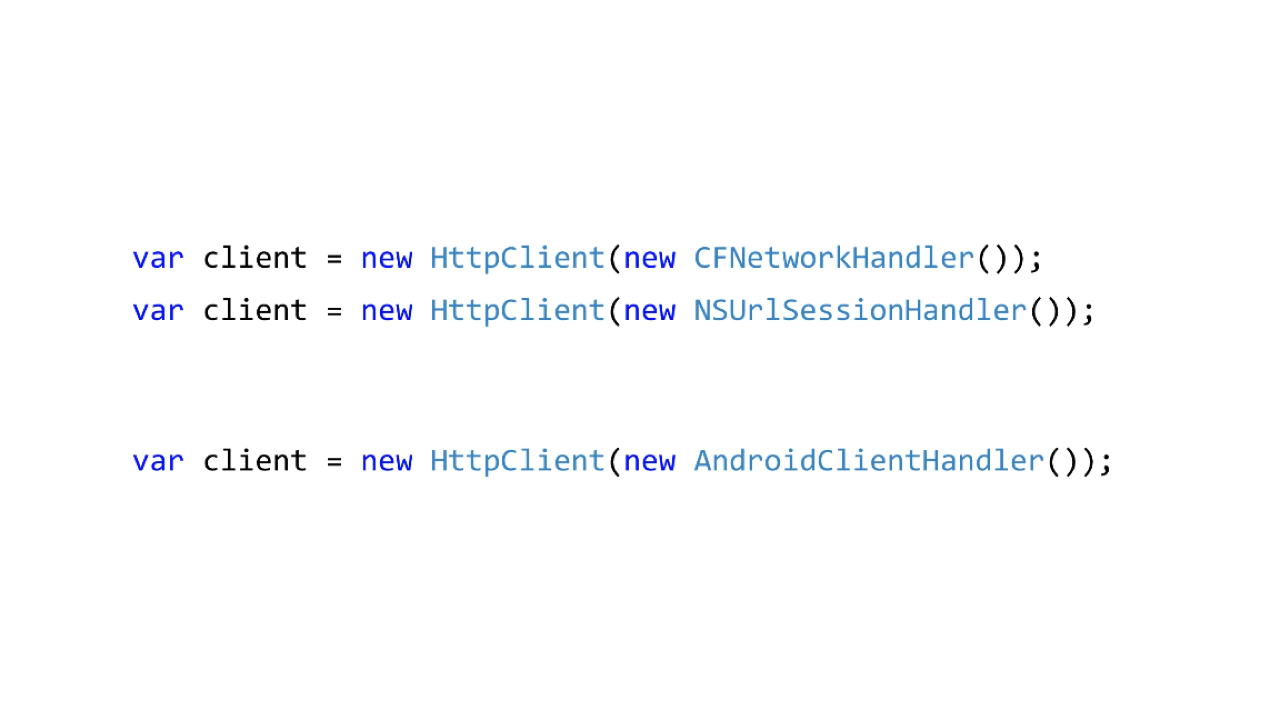 var client = new HttpClient(new CFNetworkHandler());
var client = new HttpClient(new NSUrlSessionHandler());
var client = new HttpClient(new AndroidClientHandler());